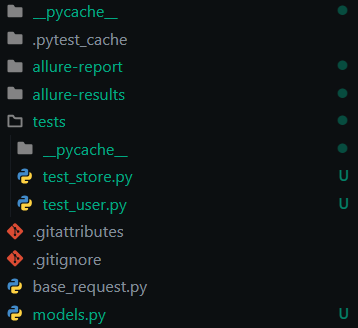 __pycache__
.pytest_cache
allure-report
allure-results
tests
__pycache__
test_store.py U
test_user.py U
.gitattributes
.gitignore
base_request.py
models.py U